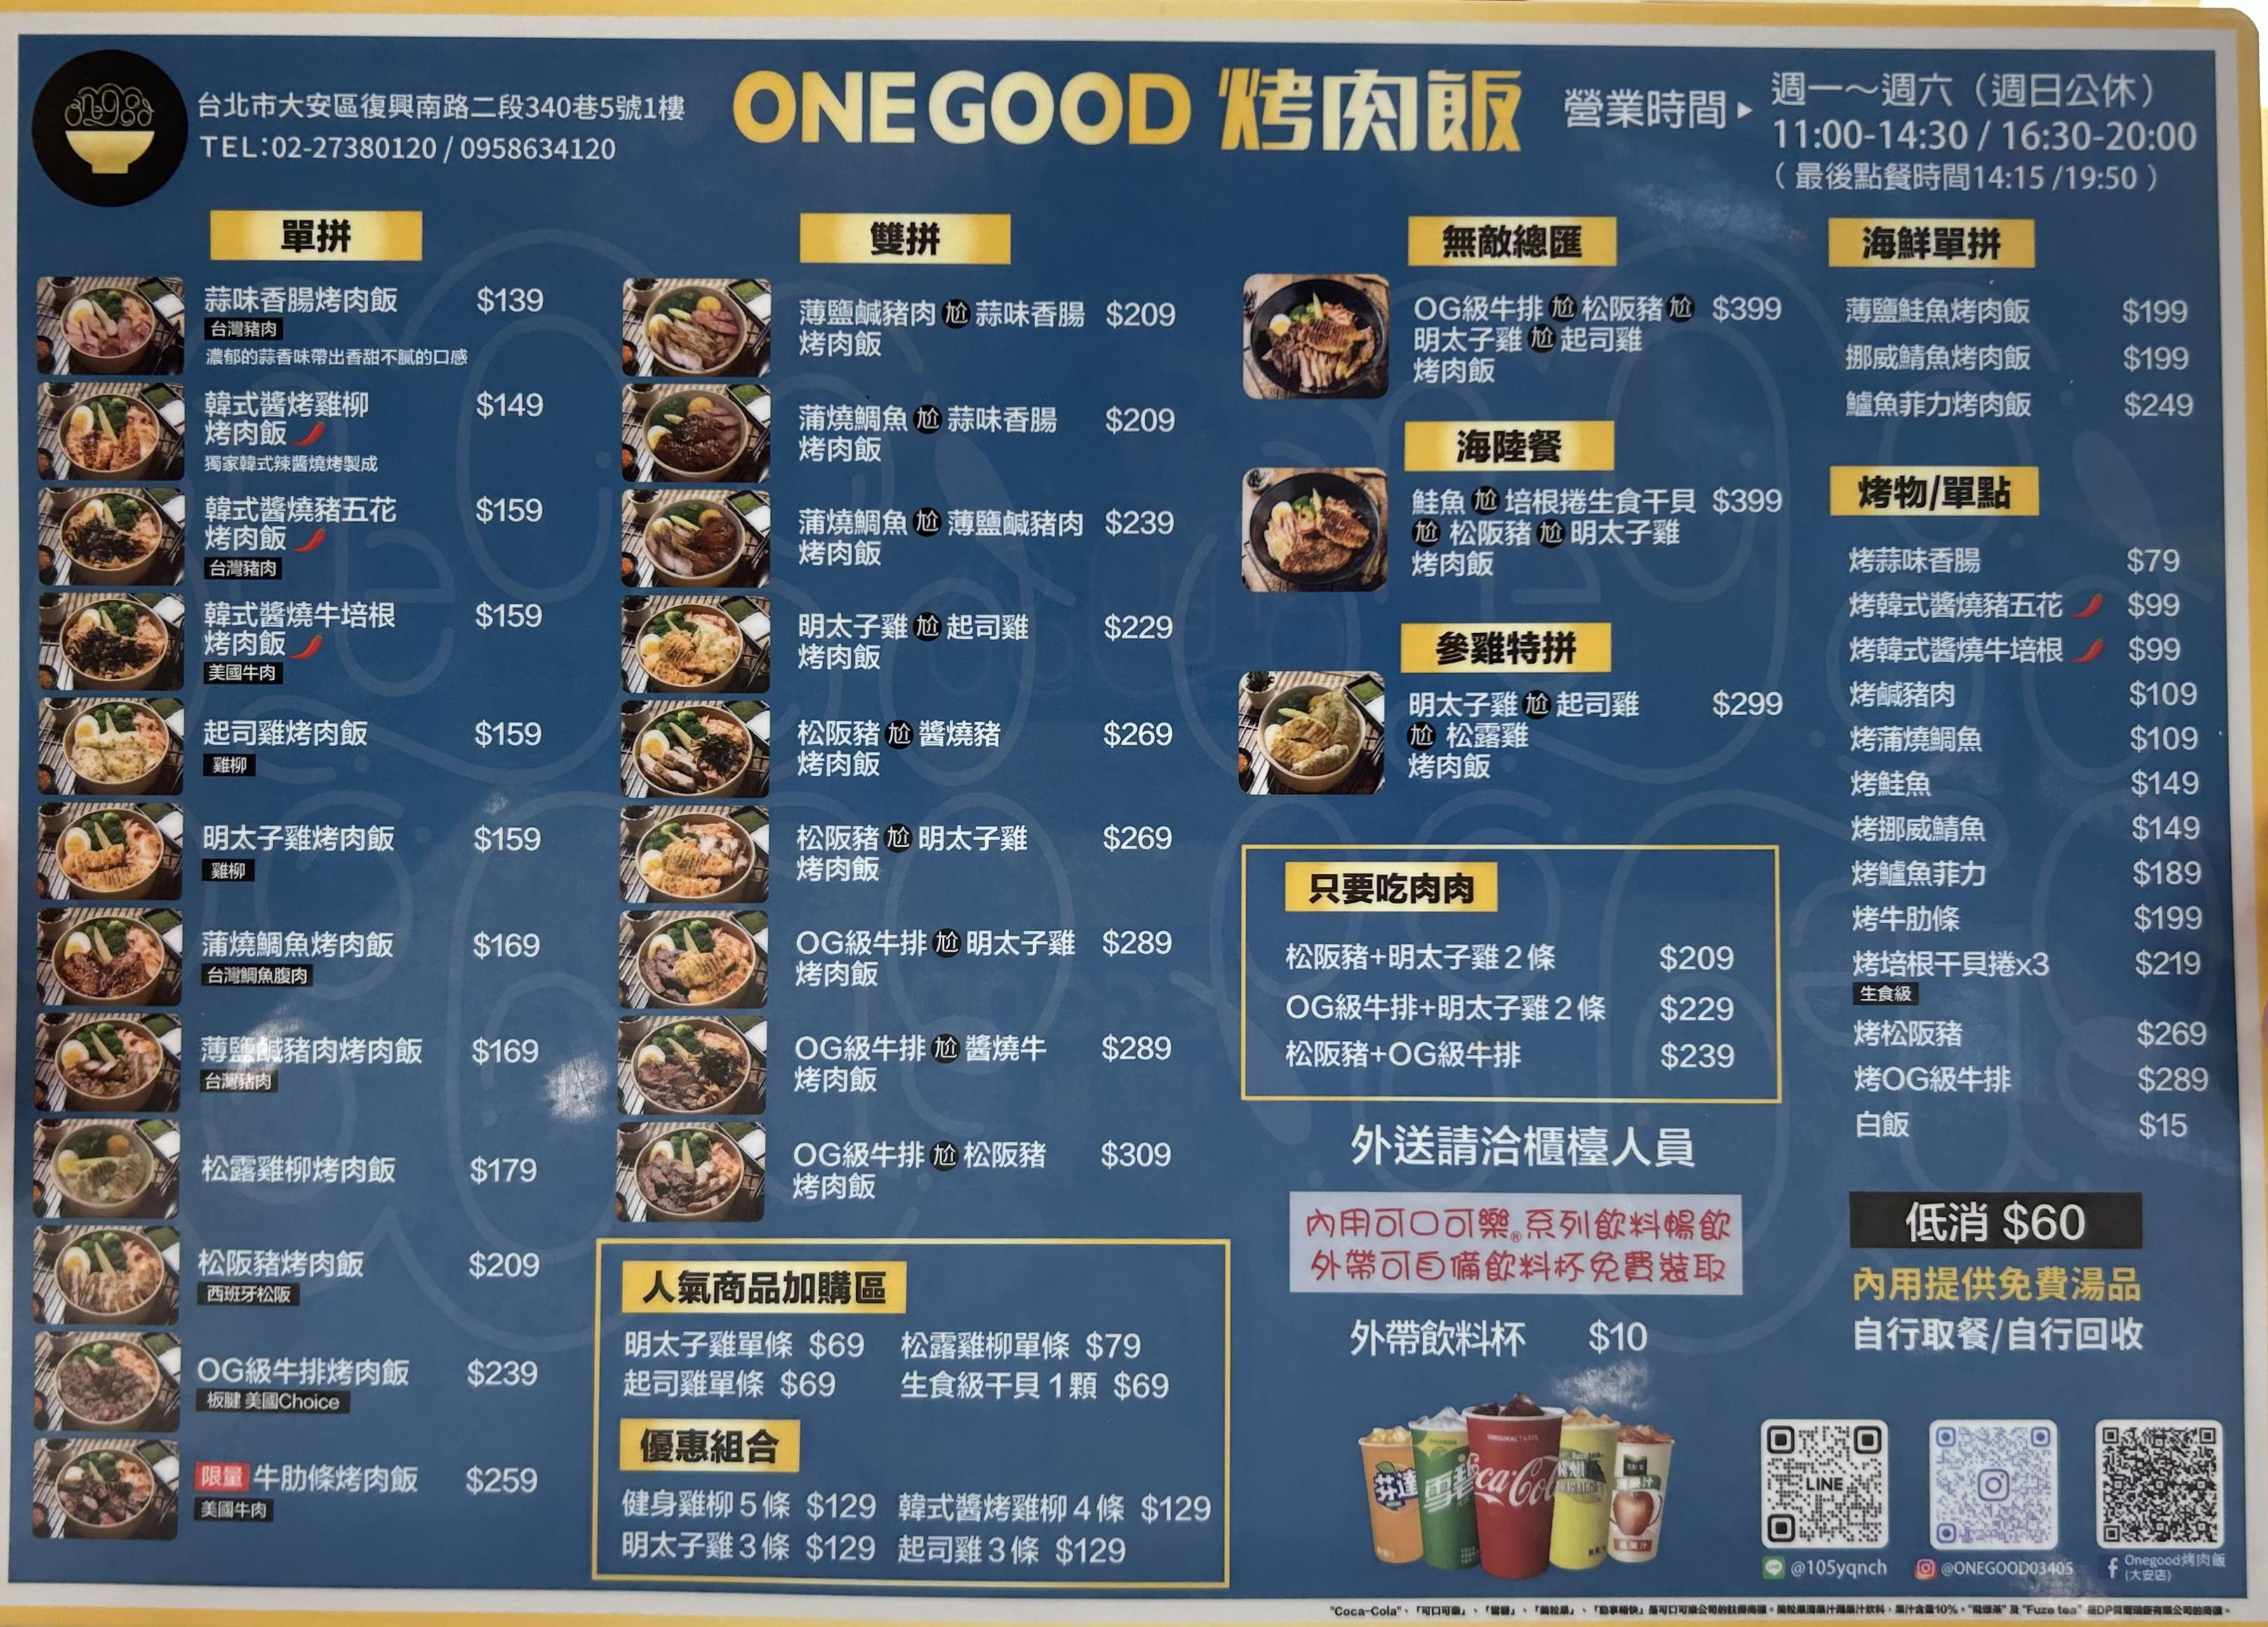 台北市大安區復興南路二段340巷5號1樓
TEL:02-27380120 / 0958634120
ONE GOOD 烤肉飯
營業時間▶
週一～週六（週日公休）
11:00-14:30 / 16:30-20:00
（ 最後點餐時間14:15 /19:50 ）
單拼
蒜味香腸烤肉飯 $139
台灣豬肉
濃郁的蒜香味帶出香甜不膩的口感
韓式醬烤雞柳 $149
烤肉飯
獨家韓式辣醬燒烤製成
韓式醬燒豬五花 $159
烤肉飯
台灣豬肉
韓式醬燒牛培根 $159
烤肉飯
美國牛肉
起司雞烤肉飯 $159
雞柳
明太子雞烤肉飯 $159
雞柳
蒲燒鯛魚烤肉飯 $169
台灣鯛魚腹肉
薄鹽鹹豬肉烤肉飯 $169
台灣豬肉
松露雞柳烤肉飯 $179
松阪豬烤肉飯 $209
西班牙松阪
OG級牛排烤肉飯 $239
板腱 美國Choice
限量 牛肋條烤肉飯 $259
美國牛肉
雙拼
薄鹽鹹豬肉 尬 蒜味香腸 $209
烤肉飯
蒲燒鯛魚 尬 蒜味香腸 $209
烤肉飯
蒲燒鯛魚 尬 薄鹽鹹豬肉 $239
烤肉飯
明太子雞 尬 起司雞 $229
烤肉飯
松阪豬 尬 醬燒豬 $269
烤肉飯
松阪豬 尬 明太子雞 $269
烤肉飯
OG級牛排 尬 明太子雞 $289
烤肉飯
OG級牛排 尬 醬燒牛 $289
烤肉飯
OG級牛排 尬 松阪豬 $309
烤肉飯
人氣商品加購區
明太子雞單條 $69 松露雞柳單條 $79
起司雞單條 $69 生食級干貝1顆 $69
優惠組合
健身雞柳5條 $129 韓式醬烤雞柳4條 $129
明太子雞3條 $129 起司雞3條 $129
無敵總匯
OG級牛排 尬 松阪豬 尬 $399
明太子雞 尬 起司雞
烤肉飯
海陸餐
鮭魚 尬 培根捲生食干貝 $399
尬 松阪豬 尬 明太子雞
烤肉飯
參雞特拼
明太子雞 尬 起司雞 $299
尬 松露雞
烤肉飯
只要吃肉肉
松阪豬+明太子雞2條 $209
OG級牛排+明太子雞2條 $229
松阪豬+OG級牛排 $239
外送請洽櫃檯人員
內用可口可樂®系列飲料暢飲
外帶可自備飲料杯免費裝取
外帶飲料杯 $10
芬達
雪碧
ORIGINAL TASTE
Coca-Cola
海鮮單拼
薄鹽鮭魚烤肉飯 $199
挪威鯖魚烤肉飯 $199
鱸魚菲力烤肉飯 $249
烤物/單點
烤蒜味香腸 $79
烤韓式醬燒豬五花 $99
烤韓式醬燒牛培根 $99
烤鹹豬肉 $109
烤蒲燒鯛魚 $109
烤鮭魚 $149
烤挪威鯖魚 $149
烤鱸魚菲力 $189
烤牛肋條 $199
烤培根干貝捲x3 $219
生食級
烤松阪豬 $269
烤OG級牛排 $289
白飯 $15
低消 $60
內用提供免費湯品
自行取餐/自行回收
LINE
@105yqnch
@ONEGOOD03405
Onegood烤肉飯
(大安店)
"Coca-Cola"、「可口可樂」、「雪碧」、「美粒果」、「動享暢快」是可口可樂公司的註冊商標。美粒果清果汁蘋果汁飲料，果汁含量10%。